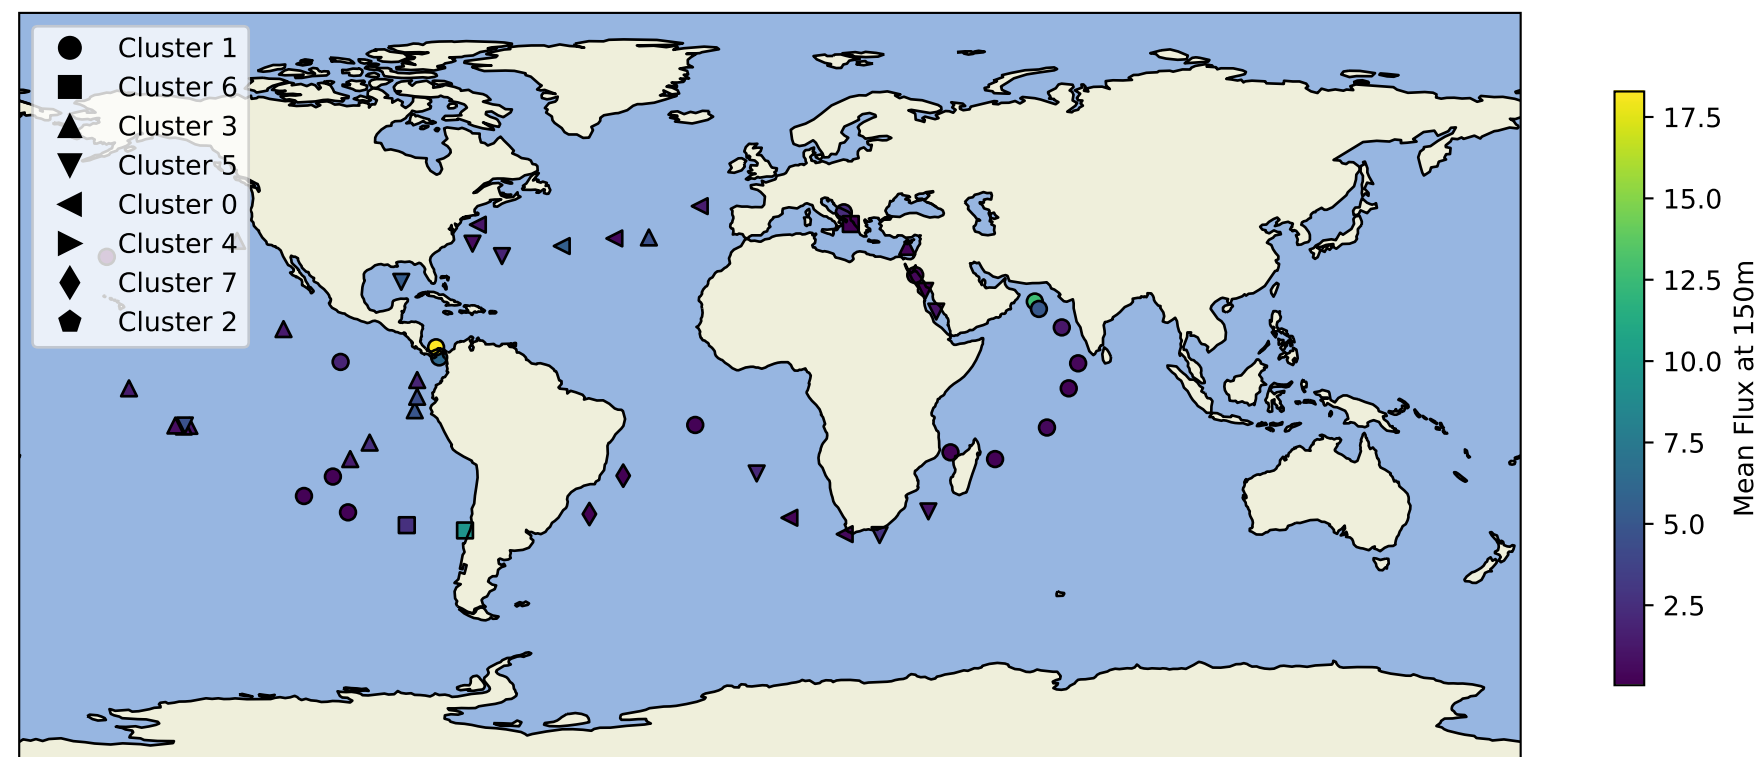 Cluster 1
Cluster 6
Cluster 3
Cluster 5
Cluster 0
Cluster 4
Cluster 7
Cluster 2
17.5
15.0
12.5
10.0
7.5
5.0
2.5
Mean Flux at 150m